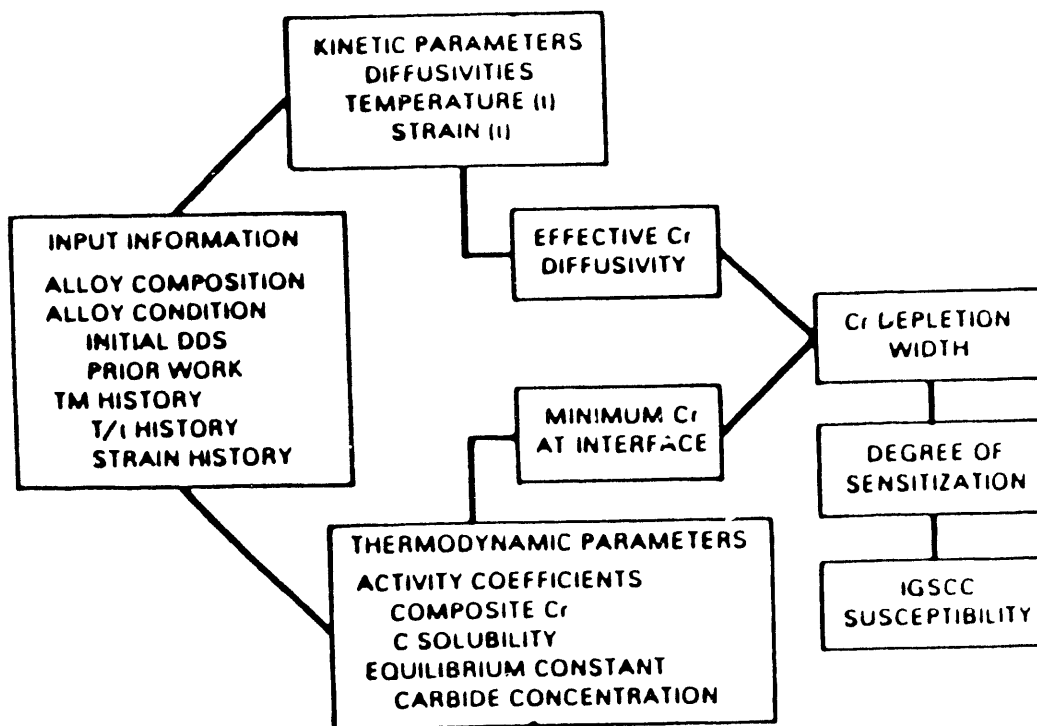 KINETIC PARAMETERS
DIFFUSIVITIES
TEMPERATURE (t)
STRAIN (t)
INPUT INFORMATION
ALLOY COMPOSITION
ALLOY CONDITION
INITIAL DDS
PRIOR WORK
TM HISTORY
T/t HISTORY
STRAIN HISTORY
EFFECTIVE Cr
DIFFUSIVITY
MINIMUM Cr
AT INTERFACE
THERMODYNAMIC PARAMETERS
ACTIVITY COEFFICIENTS
COMPOSITE Cr
C SOLUBILITY
EQUILIBRIUM CONSTANT
CARBIDE CONCENTRATION
Cr DEPLETION
WIDTH
DEGREE OF
SENSITIZATION
IGSCC
SUSCEPTIBILITY